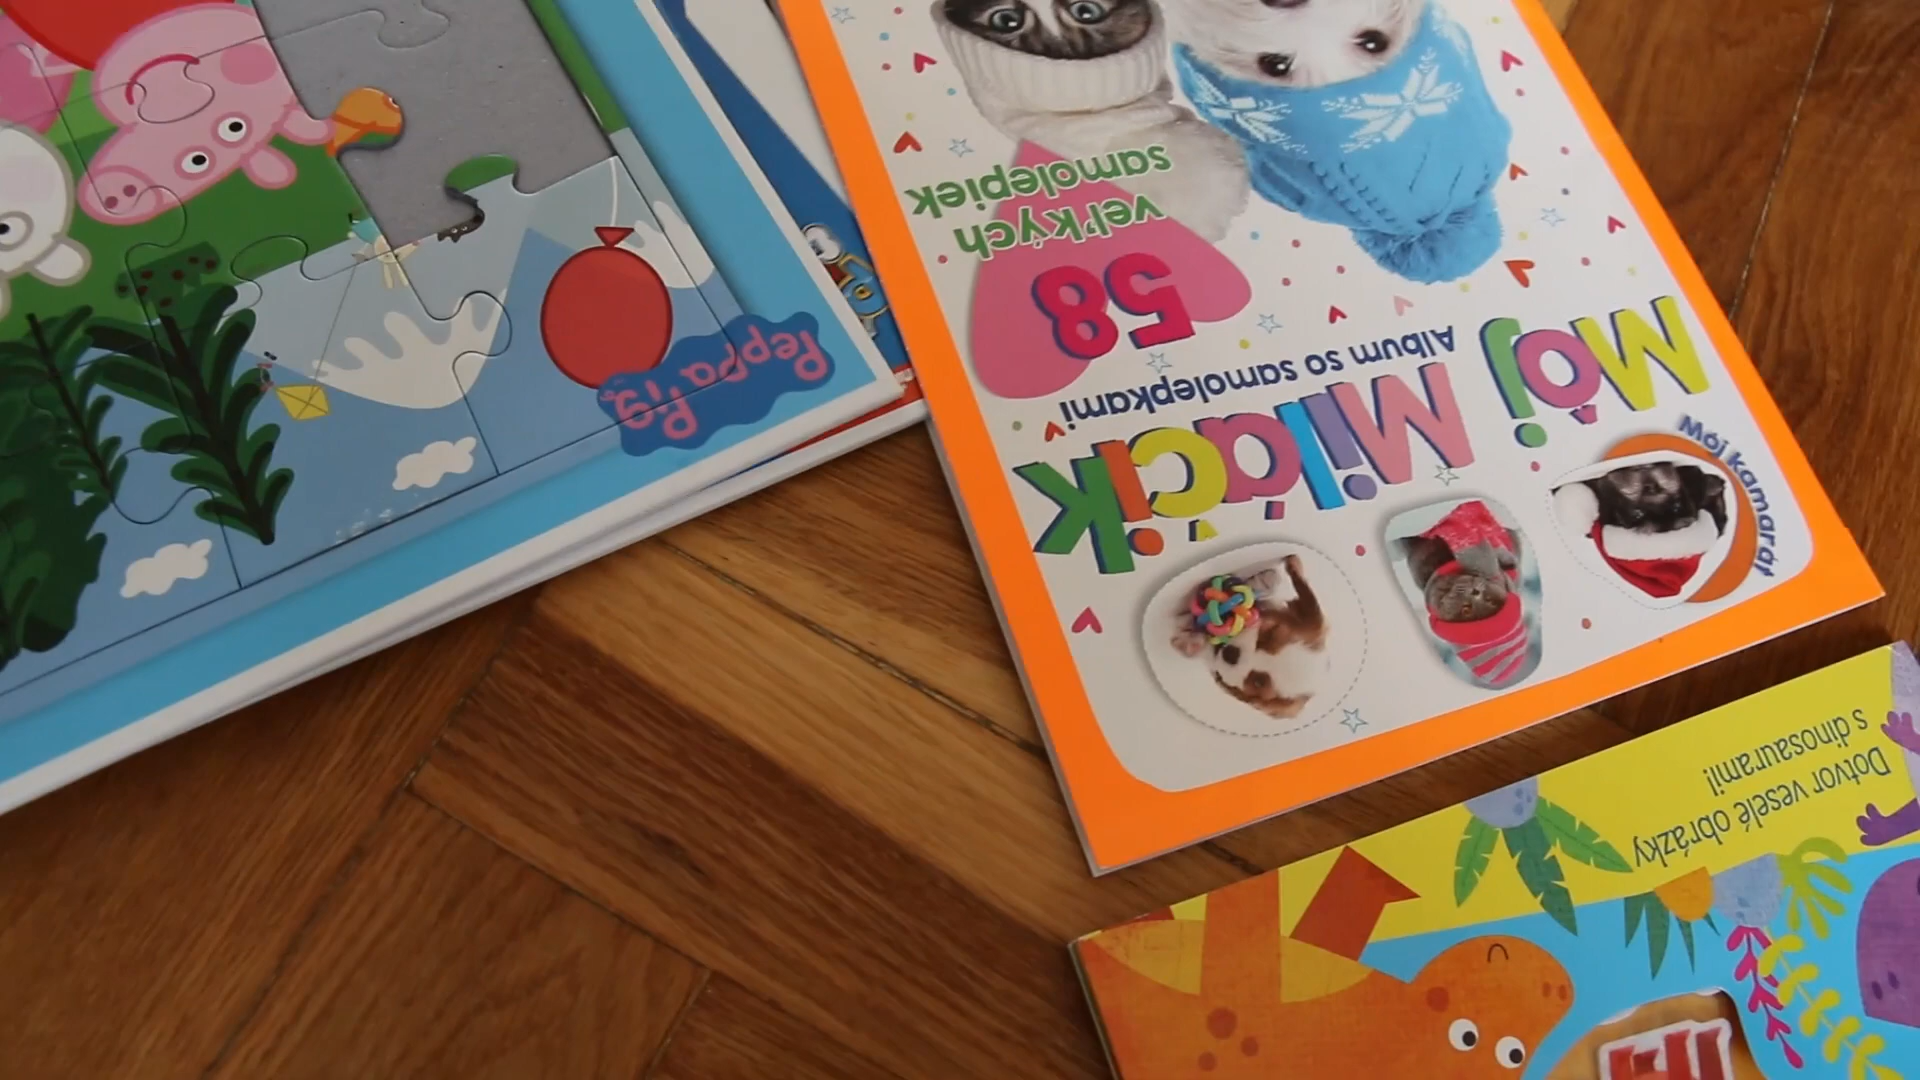 Peppa Pig
Môj
Miláčik
Album so samolepkami
58
veľkých
samolepiek
Môj kamarát
Dotvor veselé obrázky
s dinosaurami!